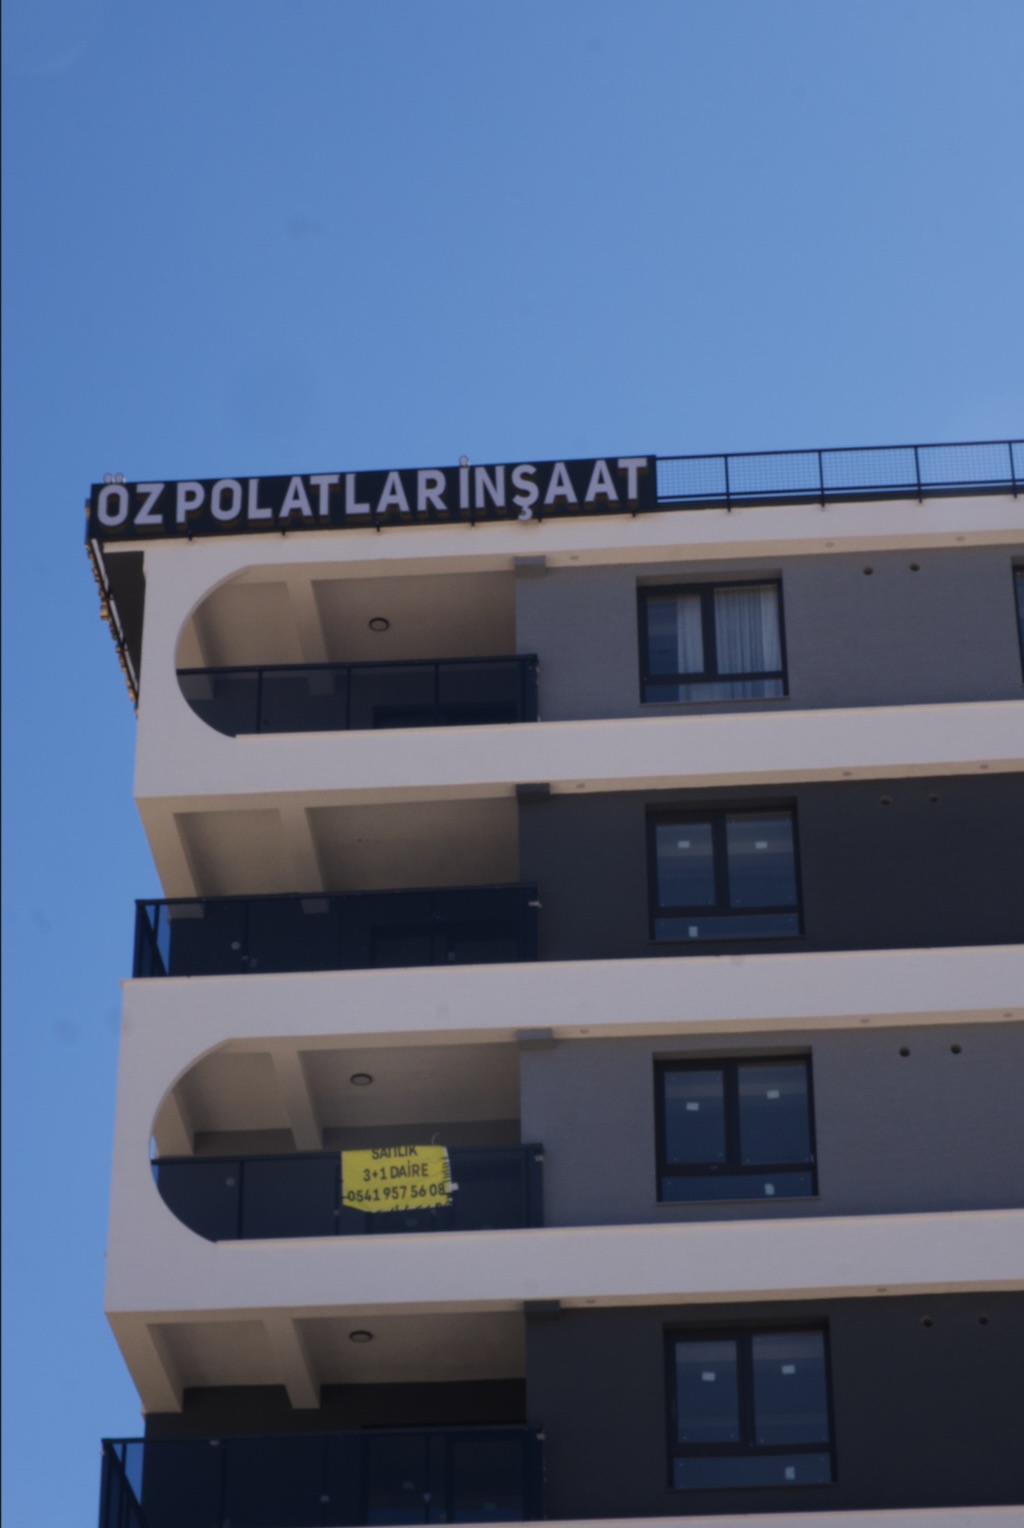 ÖZPOLATLAR İNŞAAT
SATILIK
3+1 DAİRE
0541 957 56 08